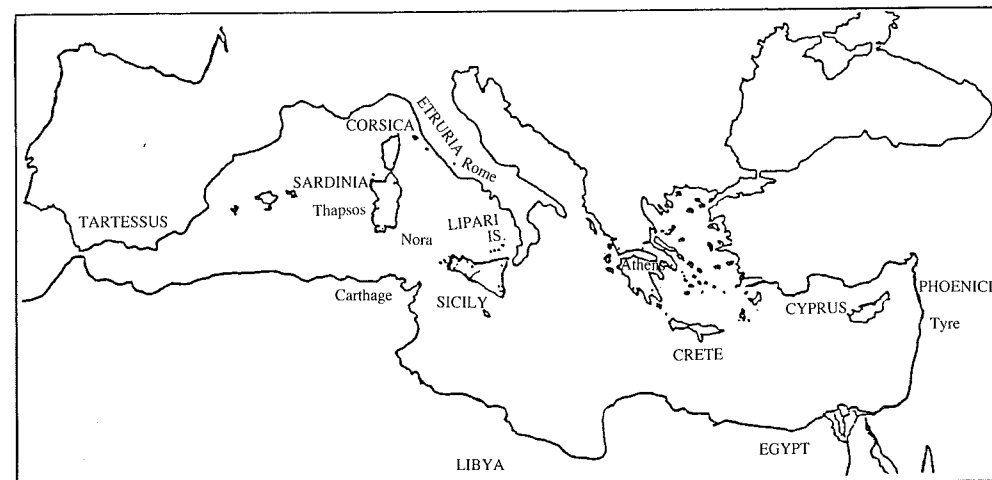 CORSICA
ETRURIA
Rome
SARDINIA
Thapsos
TARTESSUS
LIPARI
IS.
Nora
Athens
Carthage
SICILY
CYPRUS
PHOENICI
Tyre
CRETE
EGYPT
LIBYA